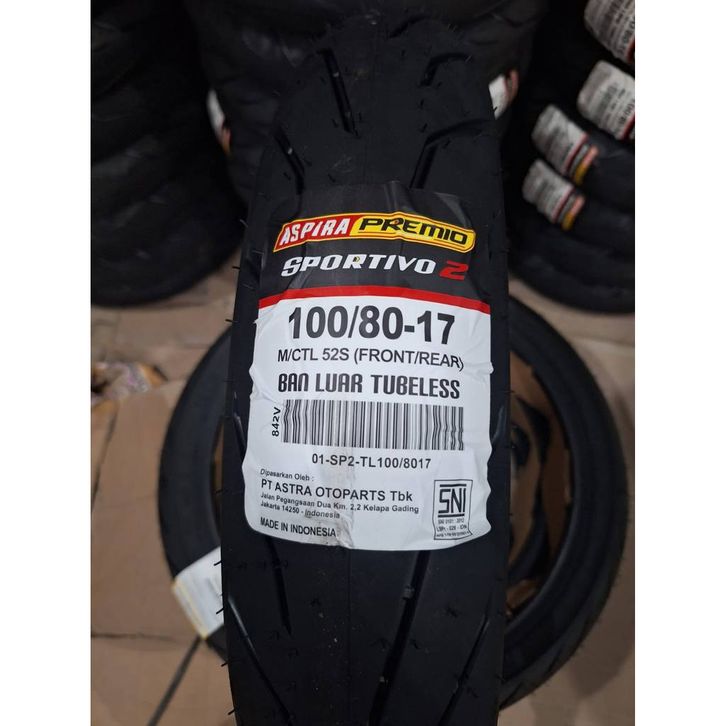 ASPIRA PREMIO
SPORTIVO 2
100/80-17
M/CTL 52S (FRONT/REAR)
BAN LUAR TUBELESS
842V
01-SP2-TL100/8017
Dipasarkan Oleh :
PT ASTRA OTOPARTS Tbk
Jalan Pegangsaan Dua Km. 2,2 Kelapa Gading
Jakarta 14250 - Indonesia
MADE IN INDONESIA
SNI